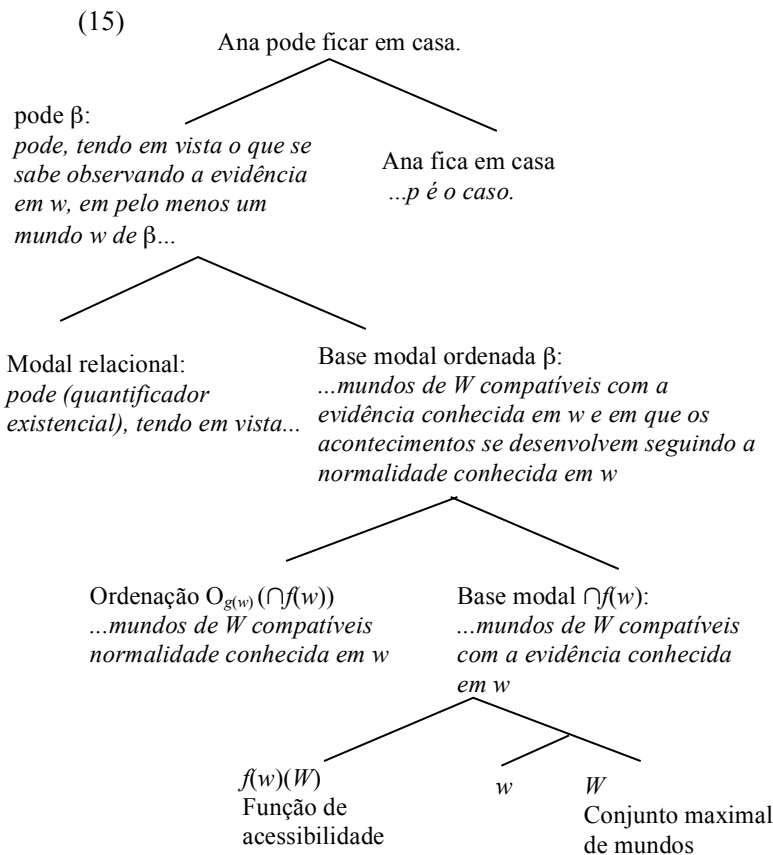 (15)
Ana pode ficar em casa.
pode β:
pode, tendo em vista o que se
sabe observando a evidência
em w, em pelo menos um
mundo w de β...
Ana fica em casa
...p é o caso.
Modal relacional:
pode (quantificador
existencial), tendo em vista...
Base modal ordenada β:
...mundos de W compatíveis com a
evidência conhecida em w e em que os
acontecimentos se desenvolvem seguindo a
normalidade conhecida em w
Ordenação O_g(w) (∩f(w))
...mundos de W compatíveis
normalidade conhecida em w
Base modal ∩f(w):
...mundos de W compatíveis
com a evidência conhecida
em w
f(w)(W)
Função de
acessibilidade
w
W
Conjunto maximal
de mundos